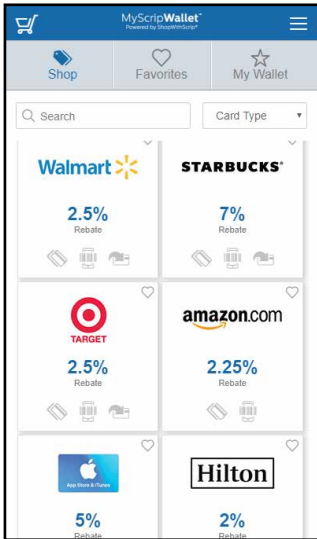 MyScripWallet™
Powered by ShopWithScrip®
Shop
Favorites
My Wallet
Search
Card Type
Walmart
STARBUCKS®
2.5%
Rebate
7%
Rebate
TARGET
amazon.com
2.5%
Rebate
2.25%
Rebate
App Store & iTunes
Hilton
5%
Rebate
2%
Rebate